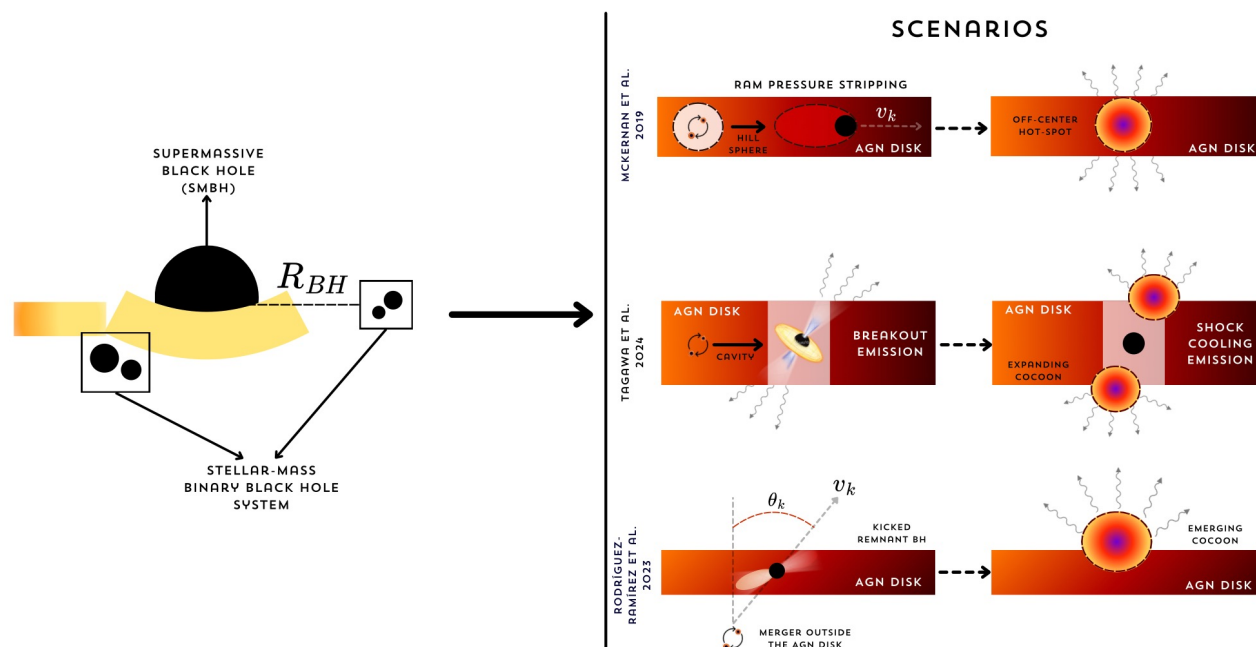 SUPERMASSIVE
BLACK HOLE
(SMBH)
R_BH
STELLAR-MASS
BINARY BLACK HOLE
SYSTEM
SCENARIOS
MCKERNAN ET AL.
2019
RAM PRESSURE STRIPPING
HILL
SPHERE
v_k
AGN DISK
OFF-CENTER
HOT-SPOT
AGN DISK
TAGAWA ET AL.
2024
AGN DISK
CAVITY
BREAKOUT
EMISSION
AGN DISK
EXPANDING
COCOON
SHOCK
COOLING
EMISSION
RODRÍGUEZ-
RAMÍREZ ET AL.
2023
θ_k
v_k
KICKED
REMNANT BH
AGN DISK
MERGER OUTSIDE
THE AGN DISK
EMERGING
COCOON
AGN DISK